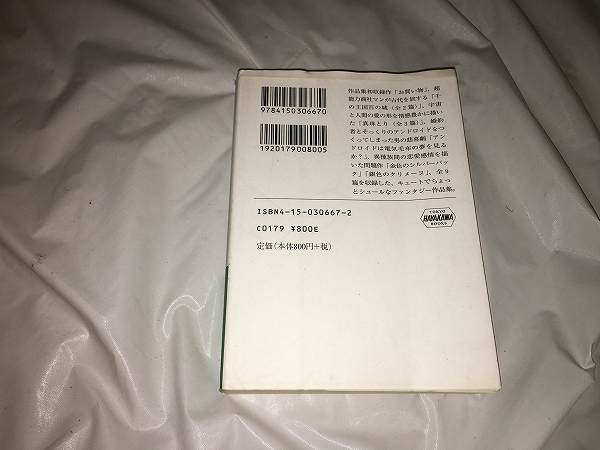 9784150306670
1920179008005
作品集初収録作「お買い物」、超
能力商社マンが古代を旅する「千
の王国百の城（全２篇）」、宇宙
と人間の愛の形を情感豊かに描い
た「真珠とり（全３篇）」、婚約
者とそっくりのアンドロイドをつ
くってしまった男の悲喜劇「アン
ドロイドは電気毛布の夢を見る
か？」、異種族間の恋愛感情を描
いた問題作「金色のシルバーバッ
ク」「銀色のクリメーヌ」、全９
篇を収録した、キュートでちょっ
とシュールなファンタジー作品集。
ISBN4-15-030667-2
C0179 ¥800E
定価（本体800円+税）
TOKYO
HAYAKAWA
BOOKS